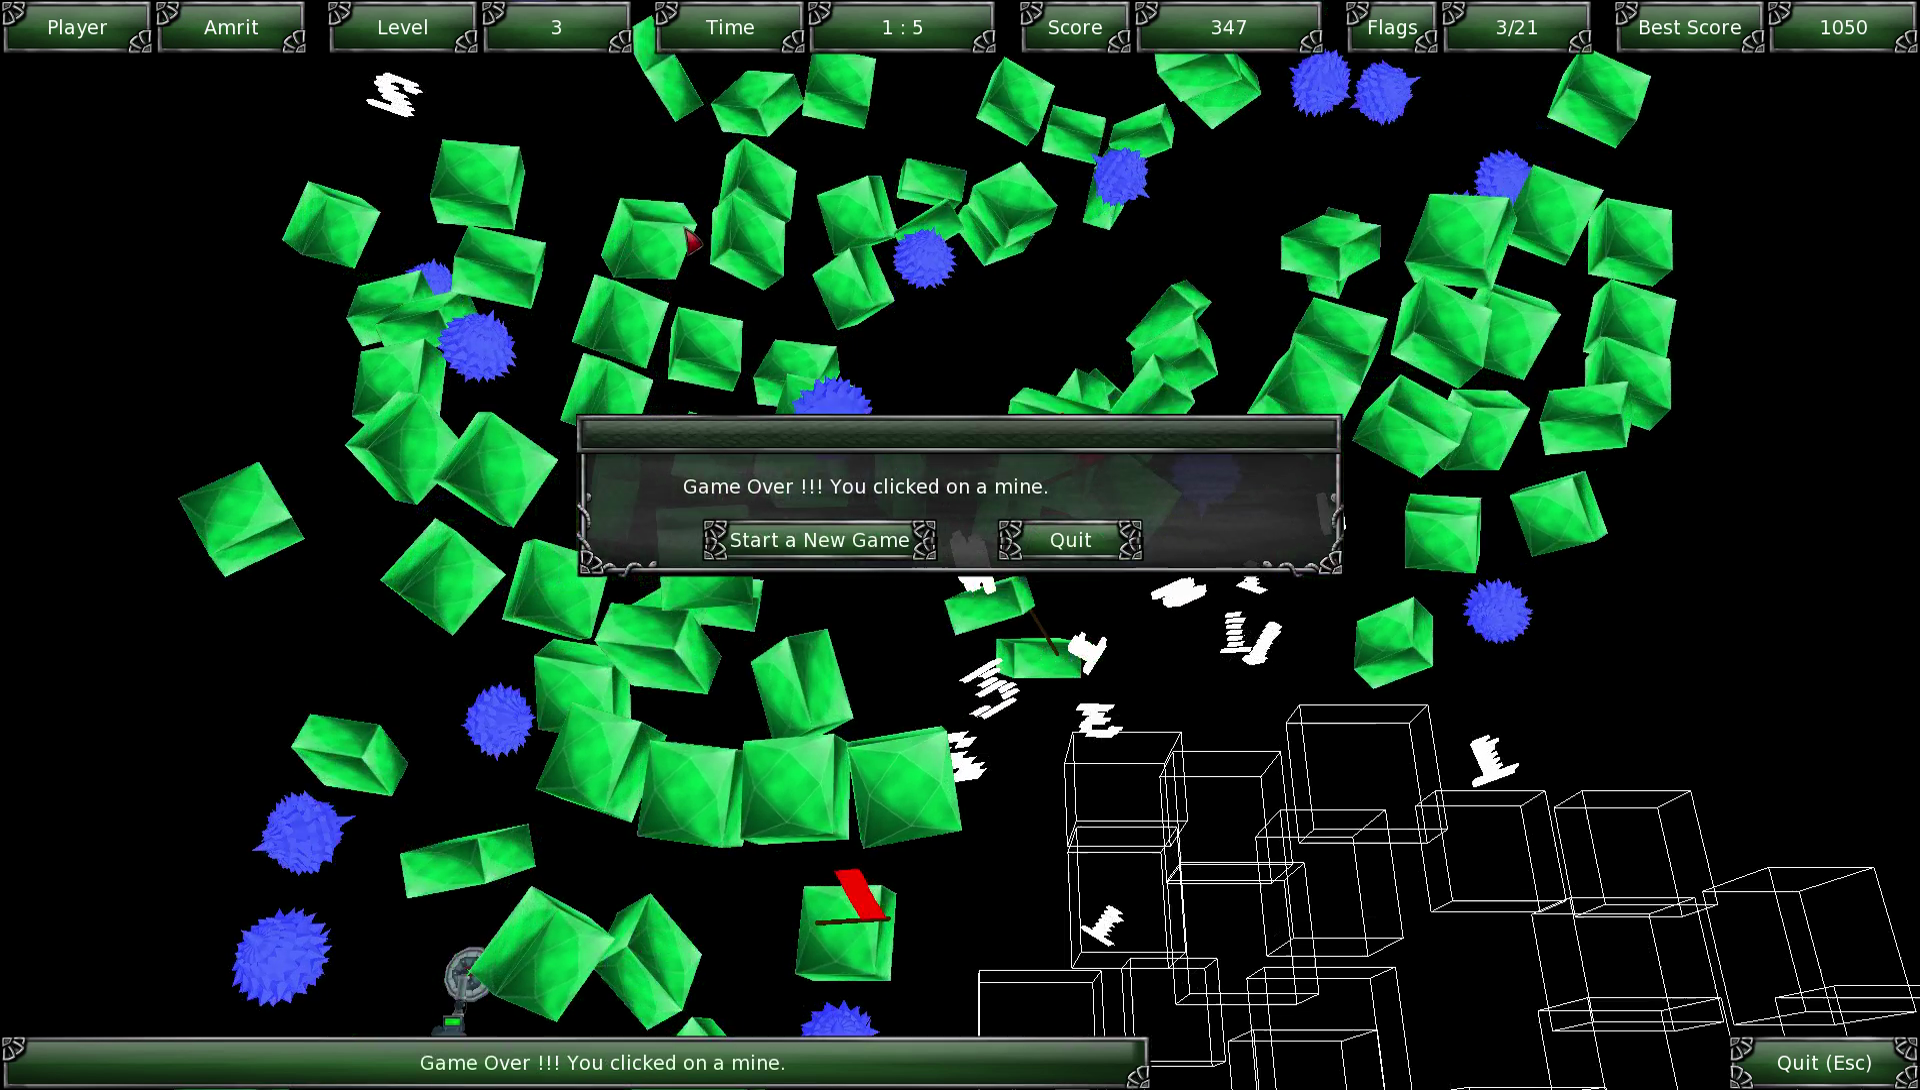 Player Amrit Level 3 Time 1 : 5 Score 347 Flags 3/21 Best Score 1050
Game Over !!! You clicked on a mine.
Start a New Game Quit
Game Over !!! You clicked on a mine. Quit (Esc)